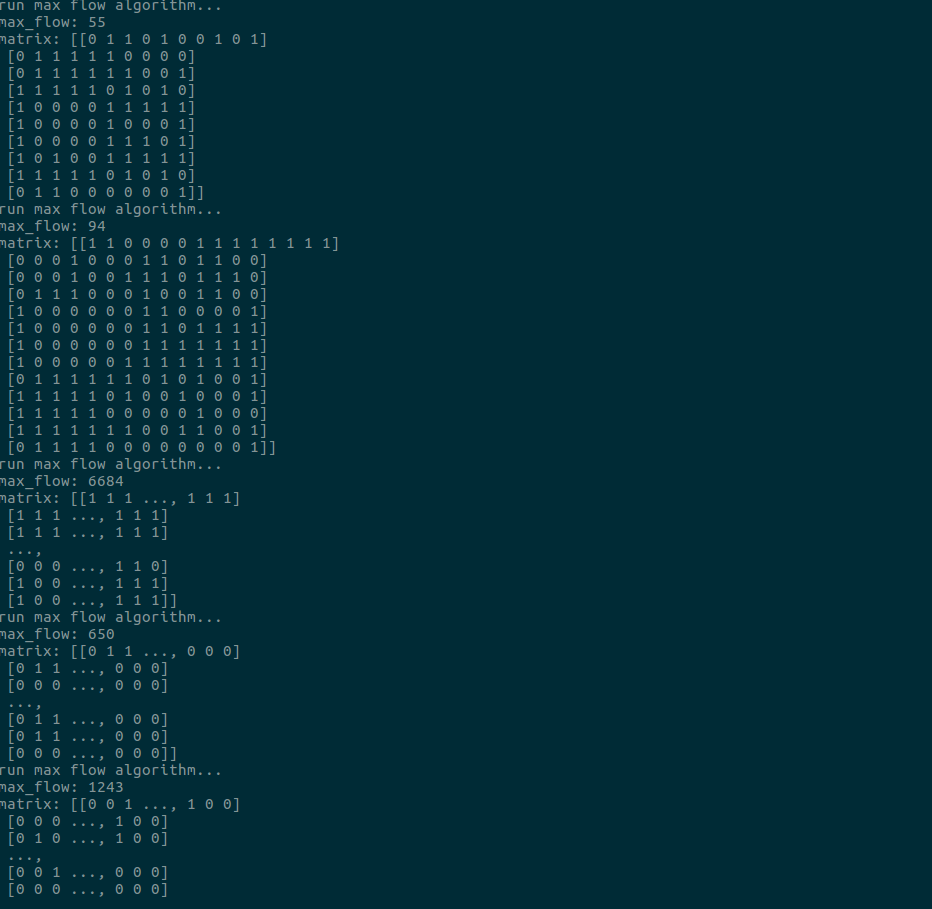 run max flow algorithm...
max_flow: 55
matrix: [[0 1 1 0 1 0 0 1 0 1]
[0 1 1 1 1 1 0 0 0 0]
[0 1 1 1 1 1 1 0 0 1]
[1 1 1 1 1 0 1 0 1 0]
[1 0 0 0 0 1 1 1 1 1]
[1 0 0 0 0 1 0 0 0 1]
[1 0 0 0 0 1 1 1 0 1]
[1 0 1 0 0 1 1 1 1 1]
[1 1 1 1 1 0 1 0 1 0]
[0 1 1 0 0 0 0 0 0 1]]
run max flow algorithm...
max_flow: 94
matrix: [[1 1 0 0 0 0 1 1 1 1 1 1 1 1]
[0 0 0 1 0 0 0 1 1 0 1 1 0 0]
[0 0 0 1 0 0 1 1 1 0 1 1 1 0]
[0 1 1 1 0 0 0 1 0 0 1 1 0 0]
[1 0 0 0 0 0 0 1 1 0 0 0 0 1]
[1 0 0 0 0 0 0 1 1 0 1 1 1 1]
[1 0 0 0 0 0 0 1 1 1 1 1 1 1]
[1 0 0 0 0 0 1 1 1 1 1 1 1 1]
[0 1 1 1 1 1 1 0 1 0 1 0 0 1]
[1 1 1 1 1 0 1 0 0 1 0 0 0 1]
[1 1 1 1 1 0 0 0 0 0 1 0 0 0]
[1 1 1 1 1 1 1 0 0 1 1 0 0 1]
[0 1 1 1 1 0 0 0 0 0 0 0 0 1]]
run max flow algorithm...
max_flow: 6684
matrix: [[1 1 1 ..., 1 1 1]
[1 1 1 ..., 1 1 1]
[1 1 1 ..., 1 1 1]
...,
[0 0 0 ..., 1 1 0]
[1 0 0 ..., 1 1 1]
[1 0 0 ..., 1 1 1]]
run max flow algorithm...
max_flow: 650
matrix: [[0 1 1 ..., 0 0 0]
[0 1 1 ..., 0 0 0]
[0 0 0 ..., 0 0 0]
...,
[0 1 1 ..., 0 0 0]
[0 1 1 ..., 0 0 0]
[0 0 0 ..., 0 0 0]]
run max flow algorithm...
max_flow: 1243
matrix: [[0 0 1 ..., 1 0 0]
[0 0 0 ..., 1 0 0]
[0 1 0 ..., 1 0 0]
...,
[0 0 1 ..., 0 0 0]
[0 0 0 ..., 0 0 0]